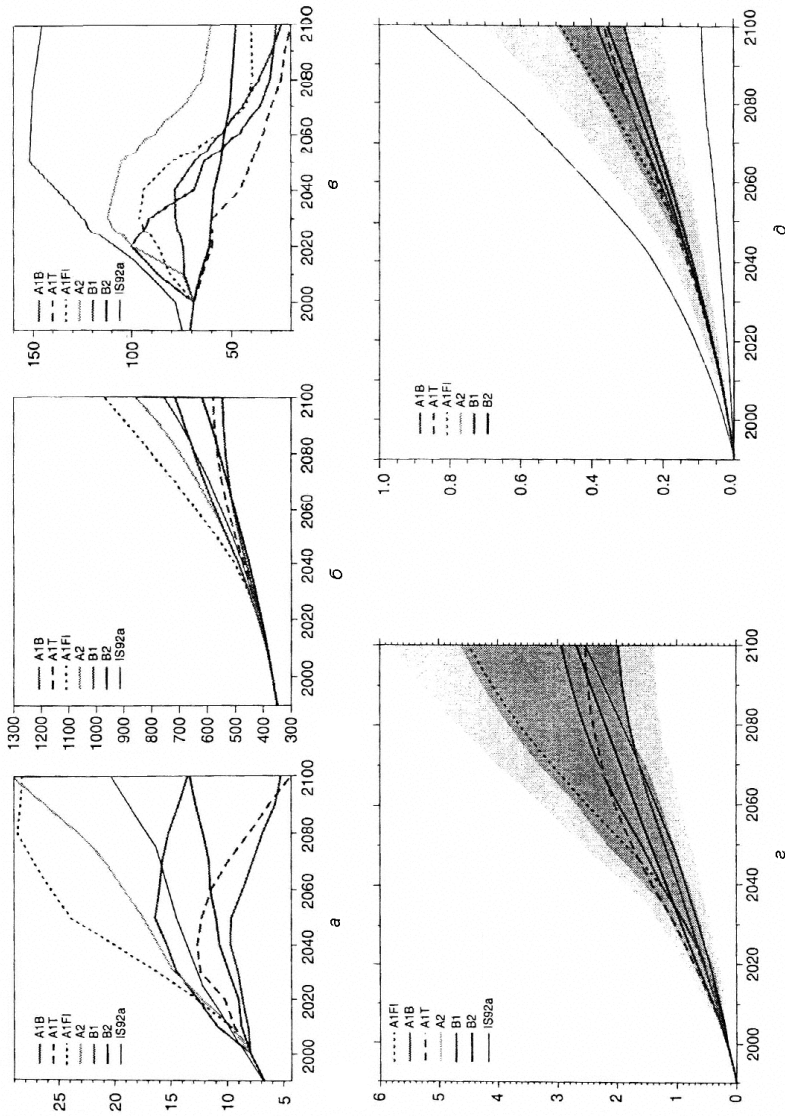 25
20
15
10
5
A1B
A1T
A1FI
A2
B1
B2
IS92a
2000 2020 2040 2060 2080 2100
а
1300
1200
1100
1000
900
800
700
600
500
400
300
A1B
A1T
A1FI
A2
B1
B2
IS92a
2000 2020 2040 2060 2080 2100
б
150
100
50
A1B
A1T
A1FI
A2
B1
B2
IS92a
2000 2020 2040 2060 2080 2100
в
6
5
4
3
2
1
0
A1FI
A1B
A1T
A2
B1
B2
IS92a
2000 2020 2040 2060 2080 2100
г
1.0
0.8
0.6
0.4
0.2
0.0
A1B
A1T
A1FI
A2
B1
B2
2000 2020 2040 2060 2080 2100
д